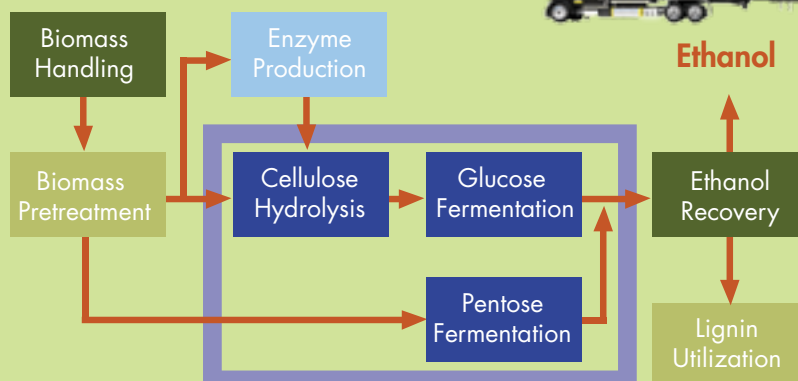 Biomass
Handling
Enzyme
Production
Ethanol
Biomass
Pretreatment
Cellulose
Hydrolysis
Glucose
Fermentation
Ethanol
Recovery
Pentose
Fermentation
Lignin
Utilization